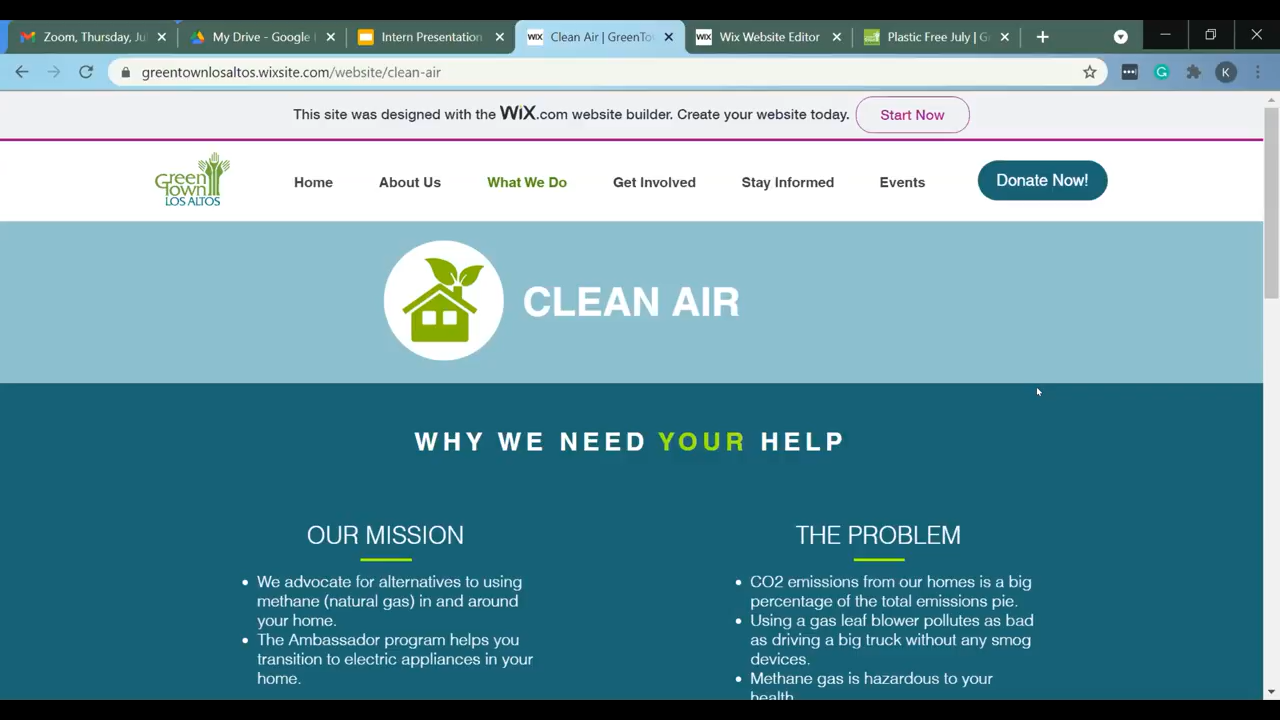 Zoom, Thursday, Ju
My Drive - Google
Intern Presentation
WiX Clean Air | GreenTo
WiX Wix Website Editor
Plastic Free July | G
greentownlosaltos.wixsite.com/website/clean-air
K
This site was designed with the WiX.com website builder. Create your website today.
Start Now
Green Town
LOS ALTOS
Home
About Us
What We Do
Get Involved
Stay Informed
Events
Donate Now!
CLEAN AIR
WHY WE NEED YOUR HELP
OUR MISSION
We advocate for alternatives to using
methane (natural gas) in and around
your home.
The Ambassador program helps you
transition to electric appliances in your
home.
THE PROBLEM
CO2 emissions from our homes is a big
percentage of the total emissions pie.
Using a gas leaf blower pollutes as bad
as driving a big truck without any smog
devices.
Methane gas is hazardous to your
health